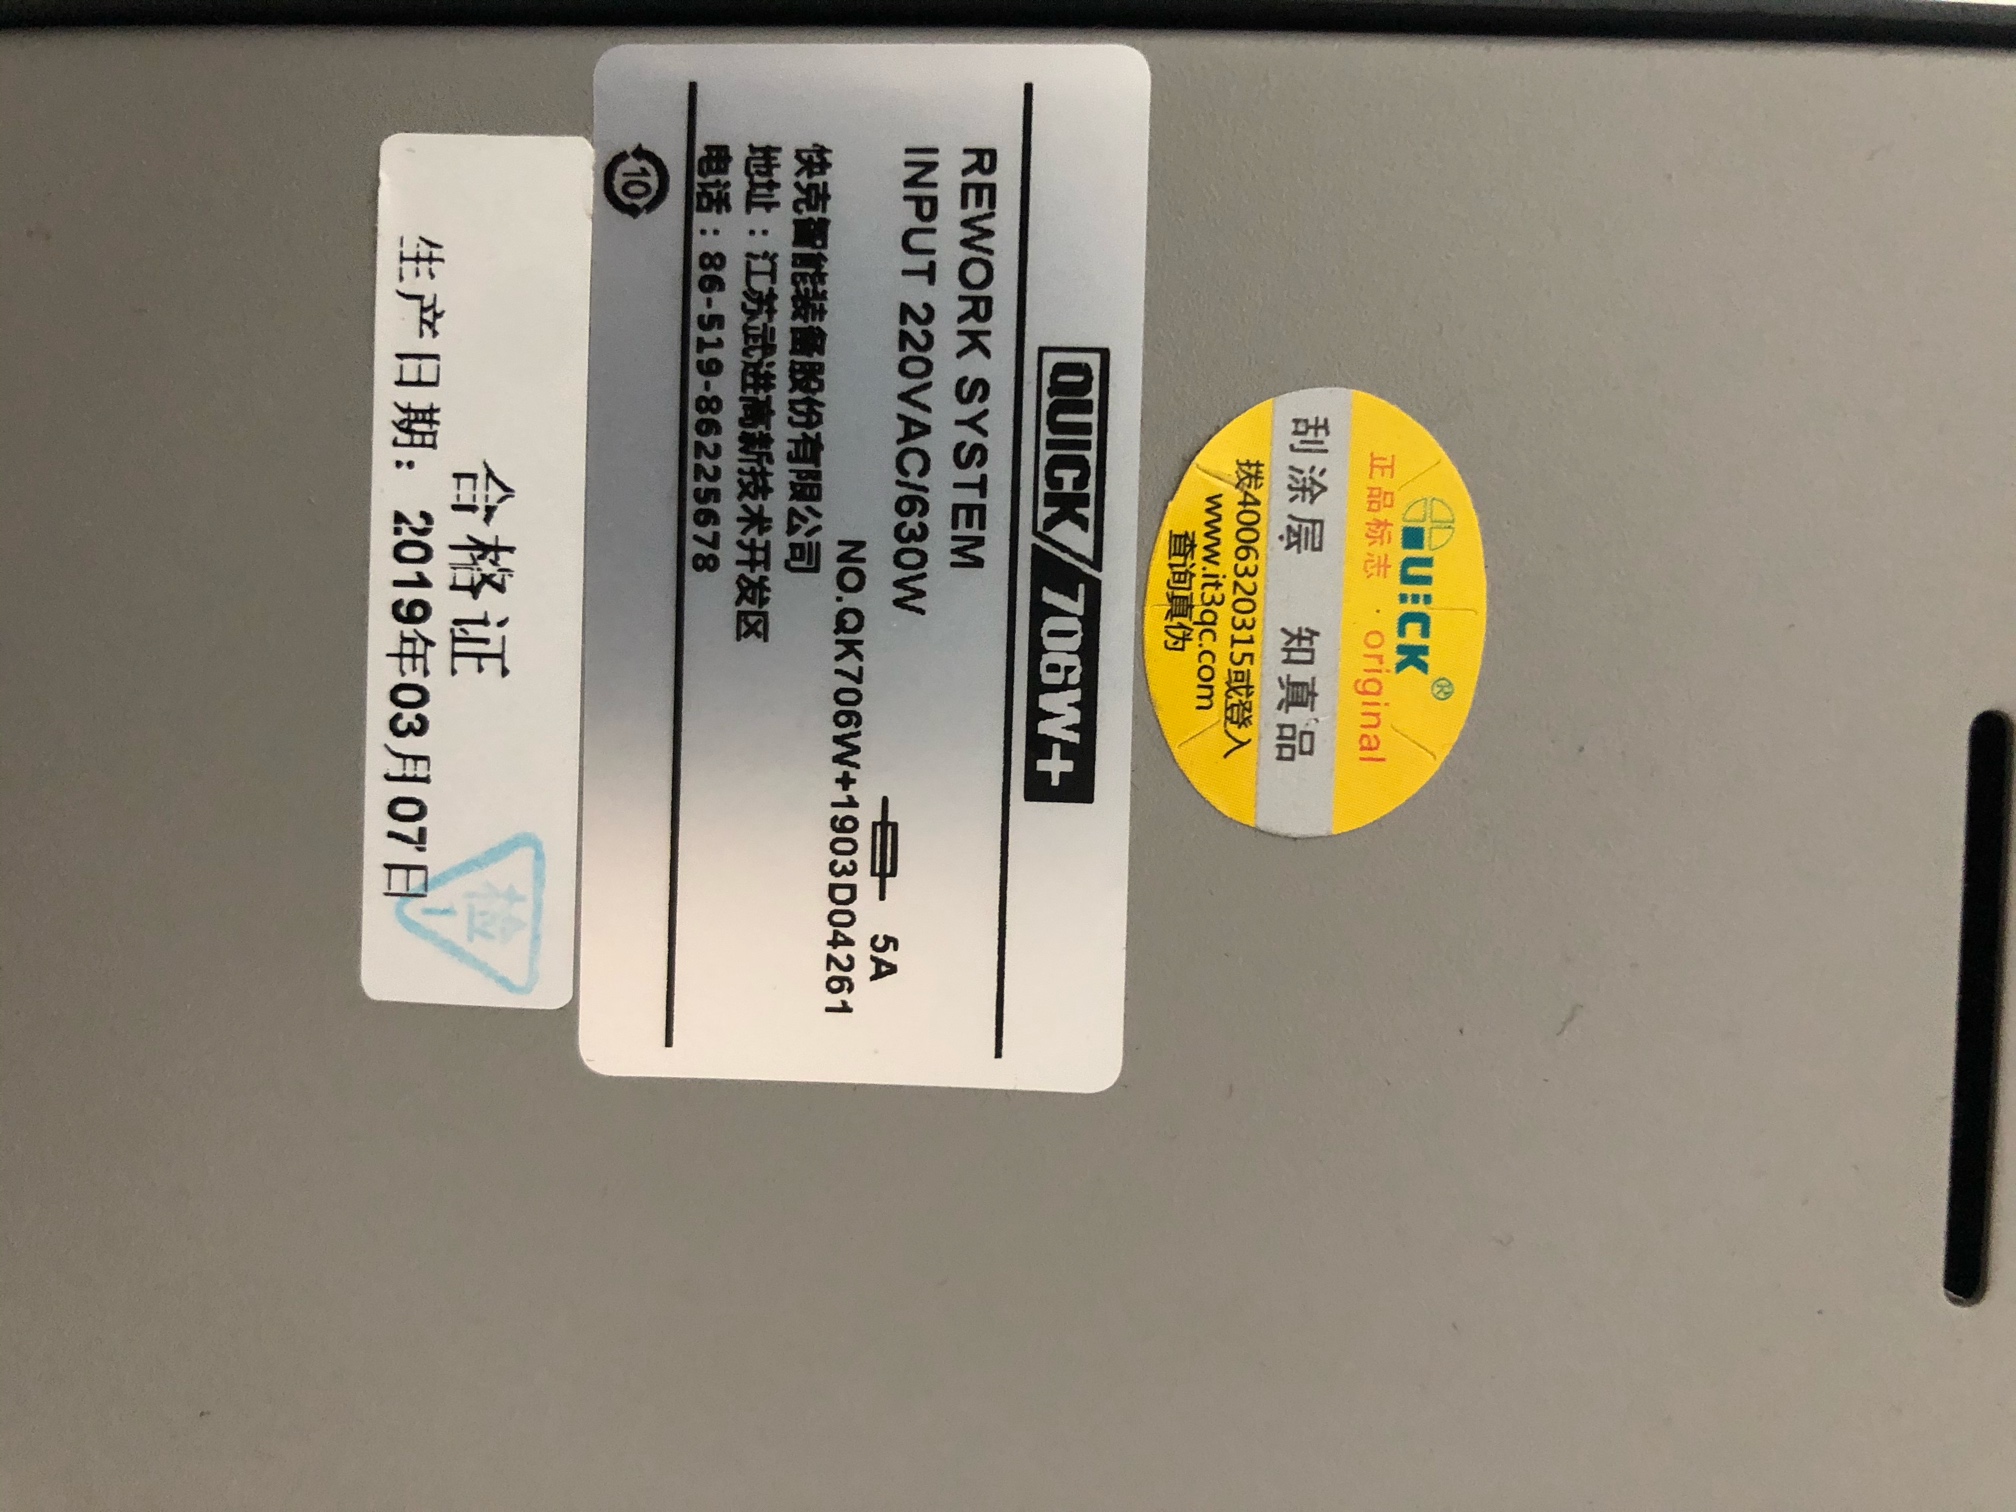 QUICK®
正品标志·original
刮涂层 知真品
拨4006320315或登入
www.it3qc.com
查询真伪
QUICK/706W+
REWORK SYSTEM
INPUT 220VAC/630W
5A
NO.QK706W+1903D04261
快克智能装备股份有限公司
地址：江苏武进高新技术开发区
电话：86-519-86225678
10
合格证
生产日期：2019年03月07日
检
1